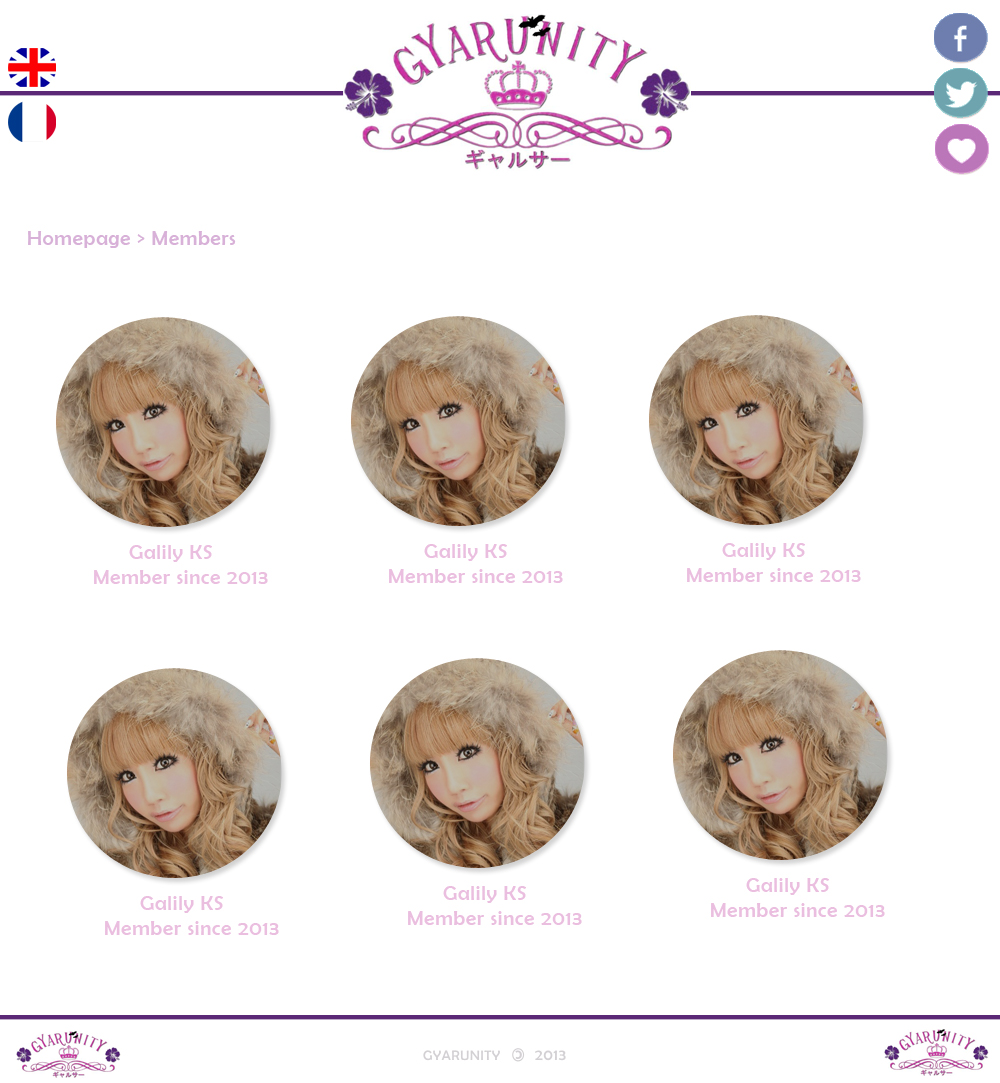 GYARUNITY
ギャルサー
Homepage > Members
Galily KS
Member since 2013
Galily KS
Member since 2013
Galily KS
Member since 2013
Galily KS
Member since 2013
Galily KS
Member since 2013
Galily KS
Member since 2013
GYARUNITY
ギャルサー
GYARUNITY © 2013
GYARUNITY
ギャルサー